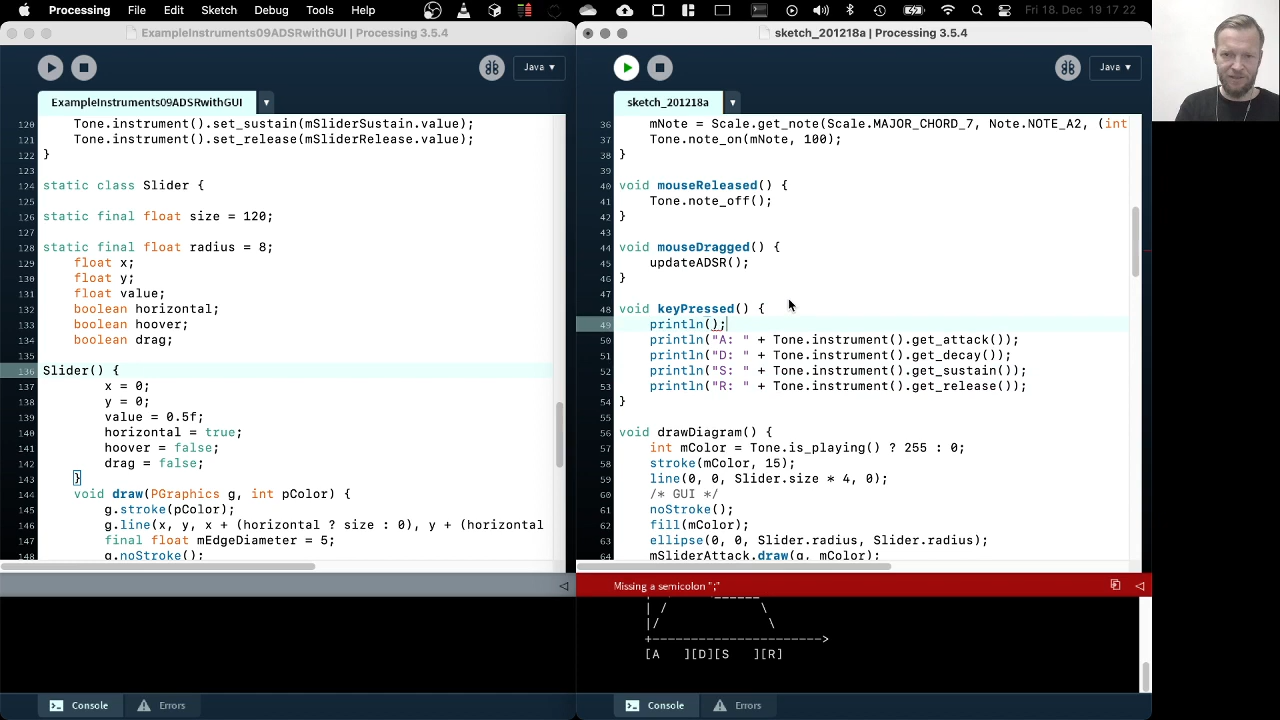 Processing File Edit Sketch Debug Tools Help Fri 18. Dec 19 17 22
ExampleInstruments09ADSRwithGUI | Processing 3.5.4
Java
ExampleInstruments09ADSRwithGUI
120 Tone.instrument().set_sustain(mSliderSustain.value);
121 Tone.instrument().set_release(mSliderRelease.value);
122 }
123
124 static class Slider {
125
126 static final float size = 120;
127
128 static final float radius = 8;
129 float x;
130 float y;
131 float value;
132 boolean horizontal;
133 boolean hoover;
134 boolean drag;
135
136 Slider() {
137 x = 0;
138 y = 0;
139 value = 0.5f;
140 horizontal = true;
141 hoover = false;
142 drag = false;
143 }
144 void draw(PGraphics g, int pColor) {
145 g.stroke(pColor);
146 g.line(x, y, x + (horizontal ? size : 0), y + (horizontal
147 final float mEdgeDiameter = 5;
148 g.noStroke();
Console Errors
sketch_201218a | Processing 3.5.4
Java
sketch_201218a
36 mNote = Scale.get_note(Scale.MAJOR_CHORD_7, Note.NOTE_A2, (int
37 Tone.note_on(mNote, 100);
38 }
39
40 void mouseReleased() {
41 Tone.note_off();
42 }
43
44 void mouseDragged() {
45 updateADSR();
46 }
47
48 void keyPressed() {
49 println();
50 println("A: " + Tone.instrument().get_attack());
51 println("D: " + Tone.instrument().get_decay());
52 println("S: " + Tone.instrument().get_sustain());
53 println("R: " + Tone.instrument().get_release());
54 }
55
56 void drawDiagram() {
57 int mColor = Tone.is_playing() ? 255 : 0;
58 stroke(mColor, 15);
59 line(0, 0, Slider.size * 4, 0);
60 /* GUI */
61 noStroke();
62 fill(mColor);
63 ellipse(0, 0, Slider.radius, Slider.radius);
64 mSliderAttack.draw(g, mColor);
Missing a semicolon ";"
| / ______ \
|/ \
+---------------------->
[A ][D][S ][R]
Console Errors